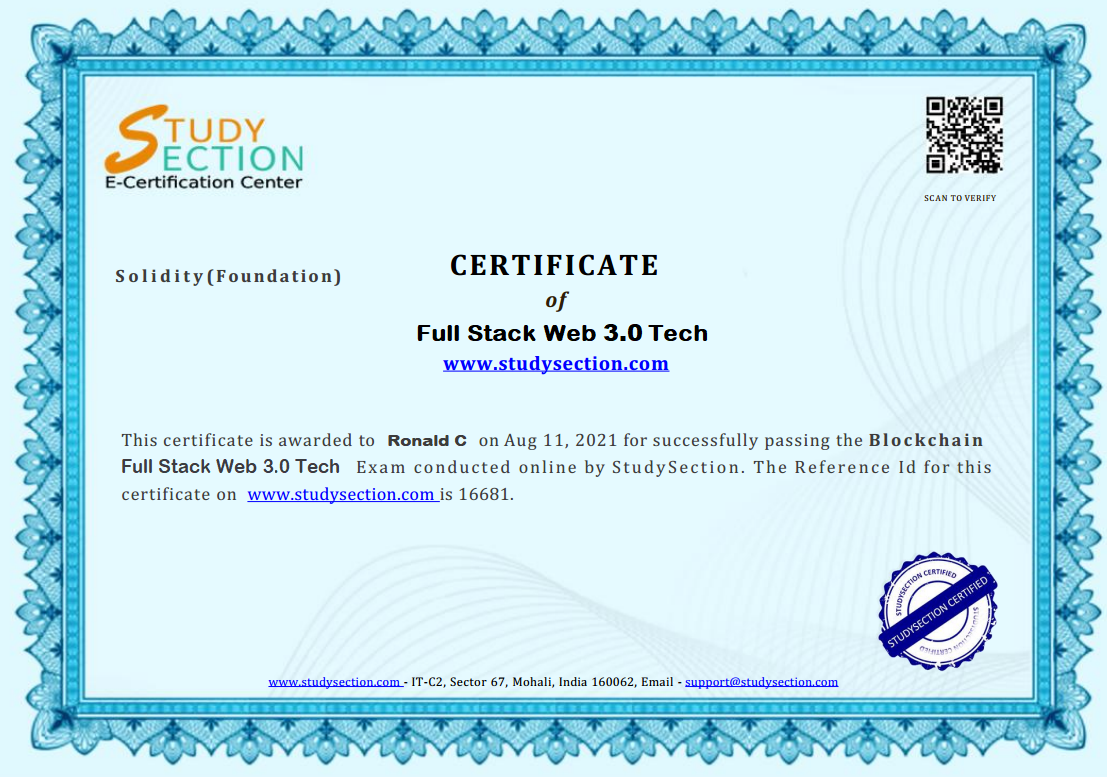 STUDY
SECTION
E-Certification Center
SCAN TO VERIFY
Solidity(Foundation)
CERTIFICATE
of
Full Stack Web 3.0 Tech
www.studysection.com
This certificate is awarded to Ronald C on Aug 11, 2021 for successfully passing the Blockchain
Full Stack Web 3.0 Tech Exam conducted online by StudySection. The Reference Id for this
certificate on www.studysection.com is 16681.
STUDYSECTION CERTIFIED
STUDYSECTION CERTIFIED
STUDYSECTION CERTIFIED
www.studysection.com - IT-C2, Sector 67, Mohali, India 160062, Email - support@studysection.com